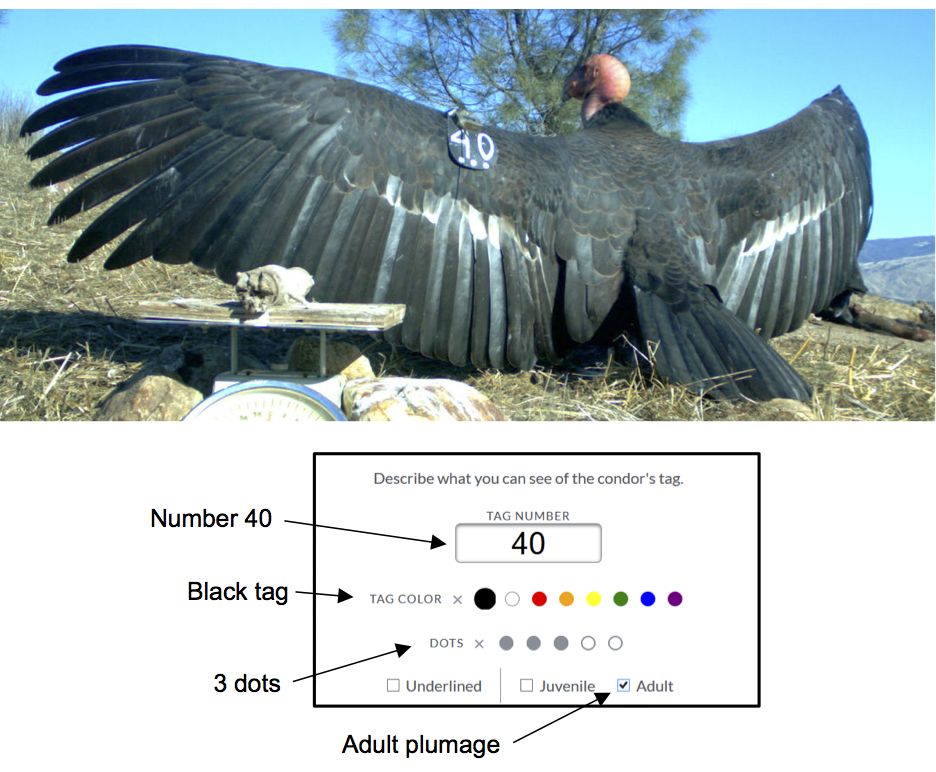 40
Describe what you can see of the condor's tag.
TAG NUMBER
Number 40
40
Black tag
TAG COLOR ×
DOTS ×
3 dots
Underlined Juvenile Adult
Adult plumage